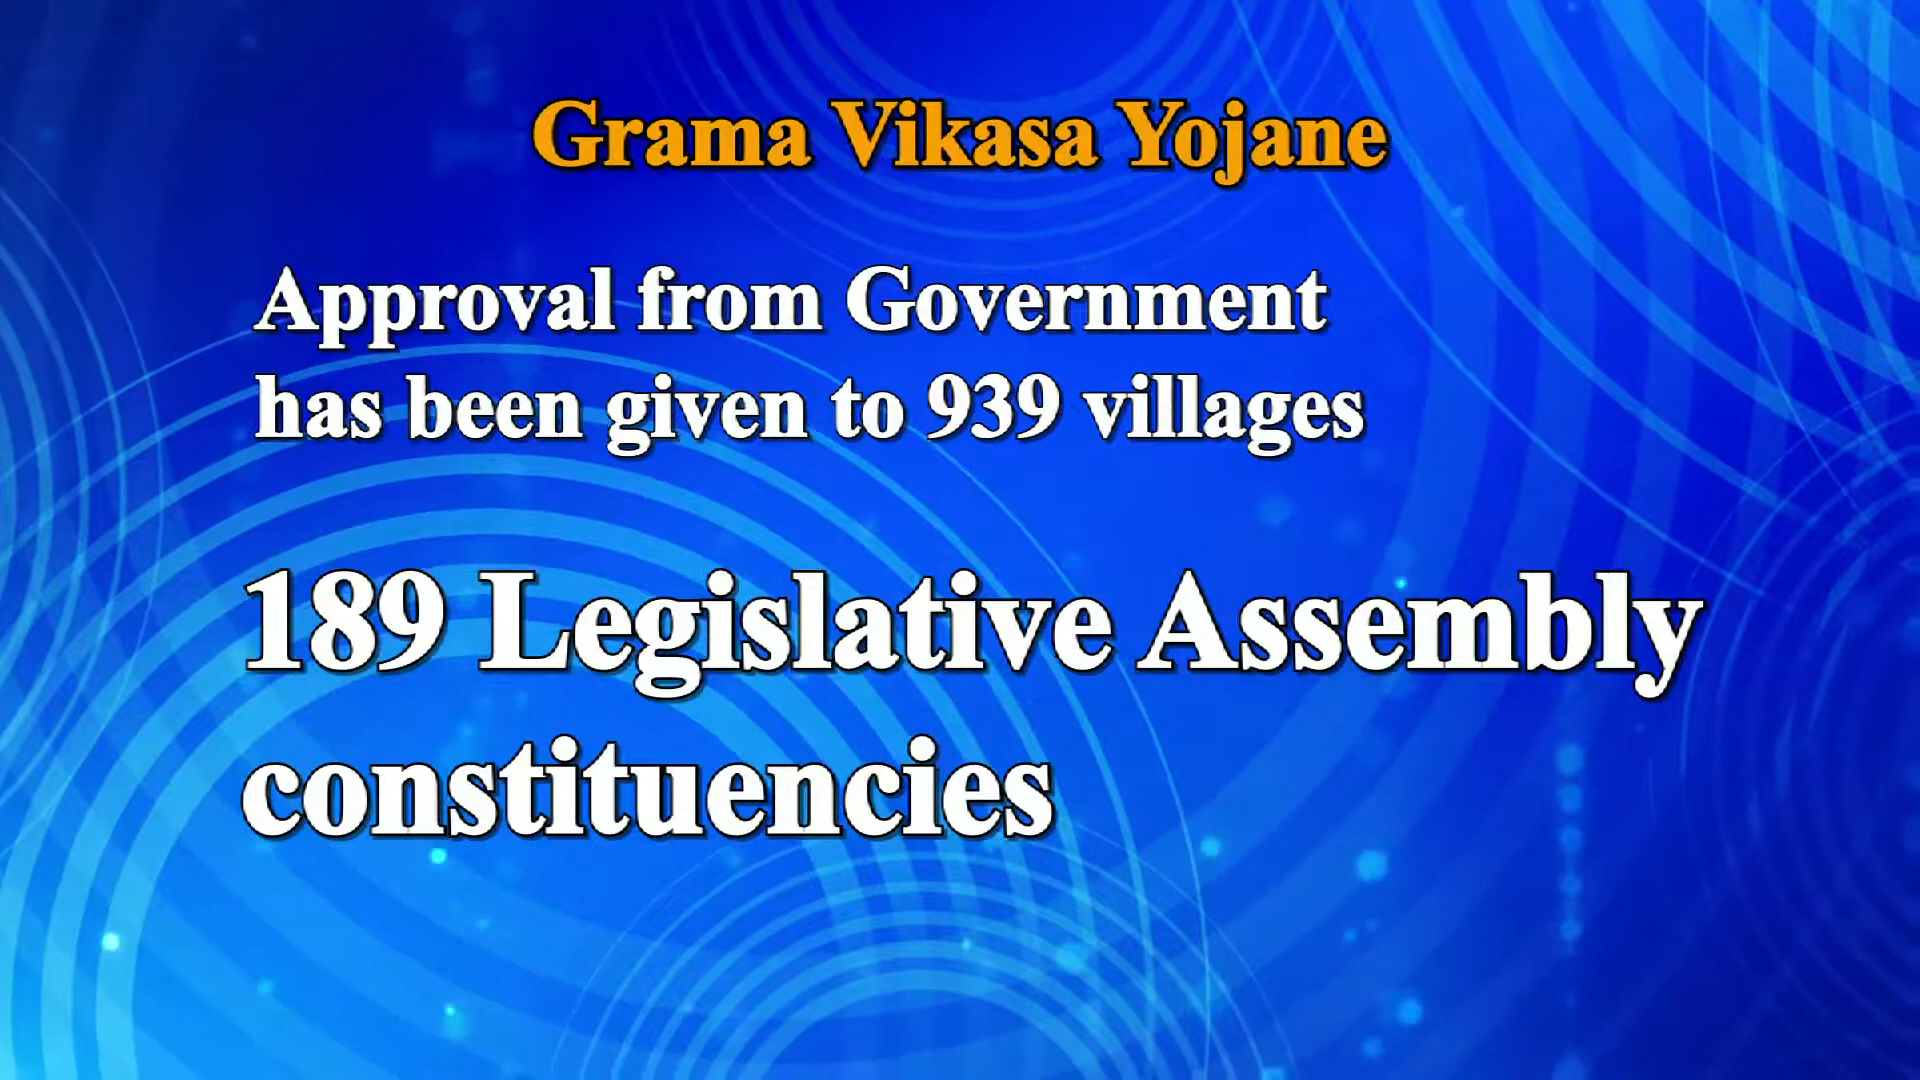 Grama Vikasa Yojane
Approval from Government
has been given to 939 villages
189 Legislative Assembly
constituencies